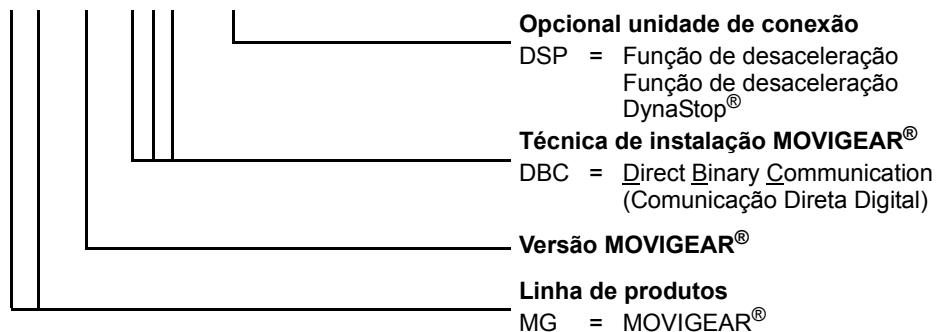 Opcional unidade de conexão
DSP = Função de desaceleração
Função de desaceleração
DynaStop®
Técnica de instalação MOVIGEAR®
DBC = Direct Binary Communication
(Comunicação Direta Digital)
Versão MOVIGEAR®
Linha de produtos
MG = MOVIGEAR®